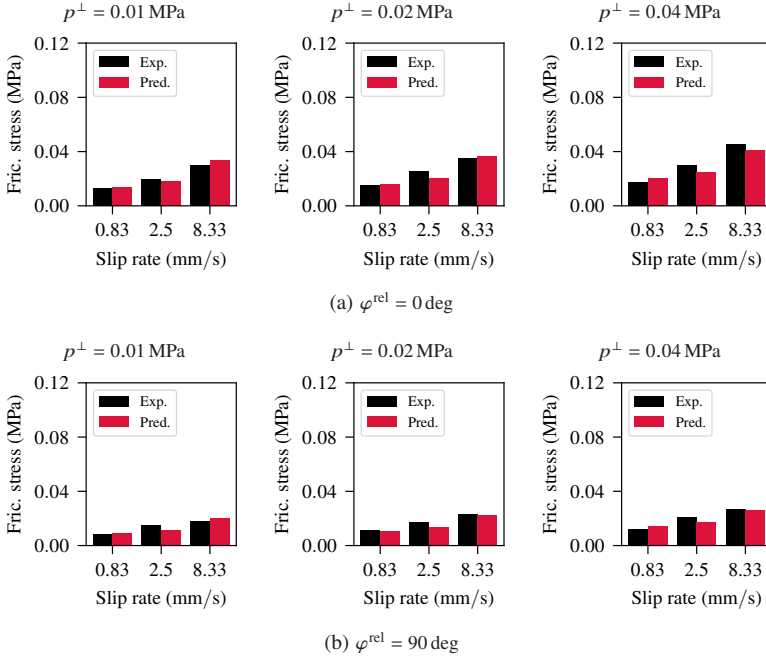 p⊥ = 0.01 MPa
Fric. stress (MPa)
0.12
0.08
0.04
0.00
Exp.
Pred.
0.83 2.5 8.33
Slip rate (mm/s)
p⊥ = 0.02 MPa
Fric. stress (MPa)
0.12
0.08
0.04
0.00
Exp.
Pred.
0.83 2.5 8.33
Slip rate (mm/s)
p⊥ = 0.04 MPa
Fric. stress (MPa)
0.12
0.08
0.04
0.00
Exp.
Pred.
0.83 2.5 8.33
Slip rate (mm/s)
(a) φ^rel = 0 deg
p⊥ = 0.01 MPa
Fric. stress (MPa)
0.12
0.08
0.04
0.00
Exp.
Pred.
0.83 2.5 8.33
Slip rate (mm/s)
p⊥ = 0.02 MPa
Fric. stress (MPa)
0.12
0.08
0.04
0.00
Exp.
Pred.
0.83 2.5 8.33
Slip rate (mm/s)
p⊥ = 0.04 MPa
Fric. stress (MPa)
0.12
0.08
0.04
0.00
Exp.
Pred.
0.83 2.5 8.33
Slip rate (mm/s)
(b) φ^rel = 90 deg